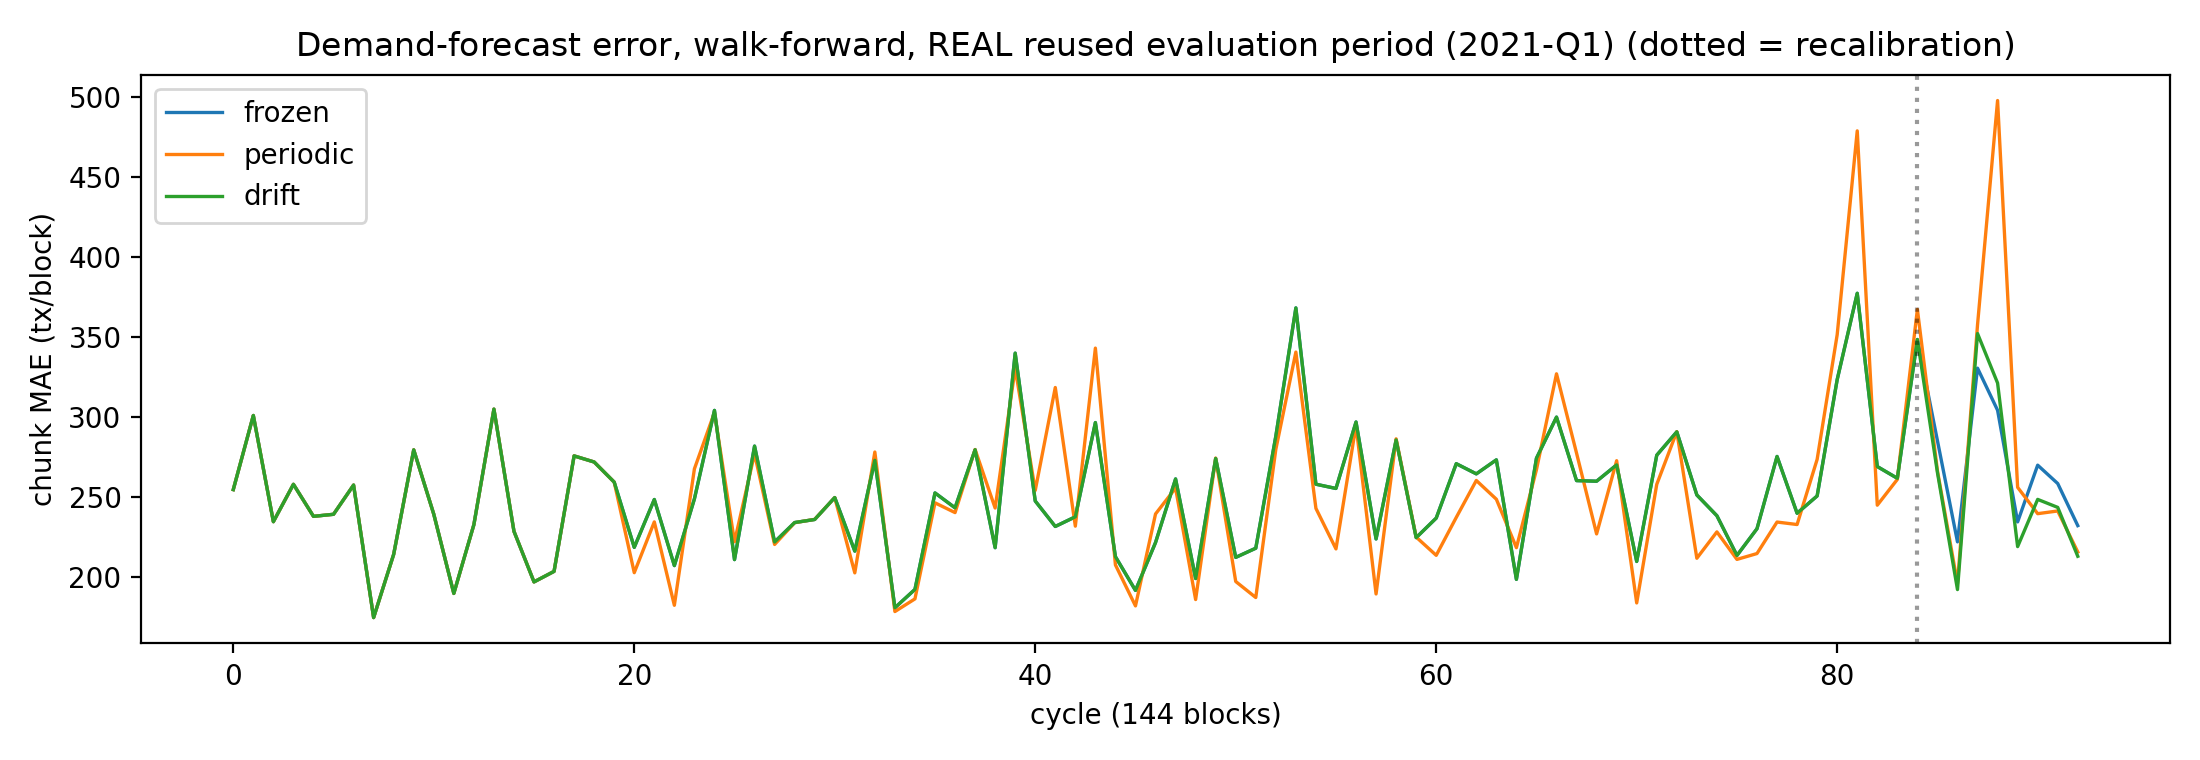 Demand-forecast error, walk-forward, REAL reused evaluation period (2021-Q1) (dotted = recalibration)
frozen
periodic
drift
chunk MAE (tx/block)
500
450
400
350
300
250
200
0 20 40 60 80
cycle (144 blocks)